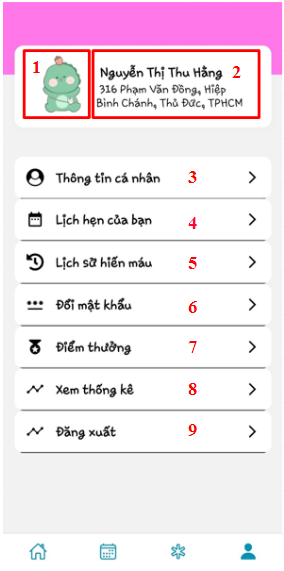 1
Nguyễn Thị Thu Hằng 2
316 Phạm Văn Đồng, Hiệp
Bình Chánh, Thủ Đức, TPHCM
Thông tin cá nhân 3
Lịch hẹn của bạn 4
Lịch sử hiến máu 5
Đổi mật khẩu 6
Điểm thưởng 7
Xem thống kê 8
Đăng xuất 9